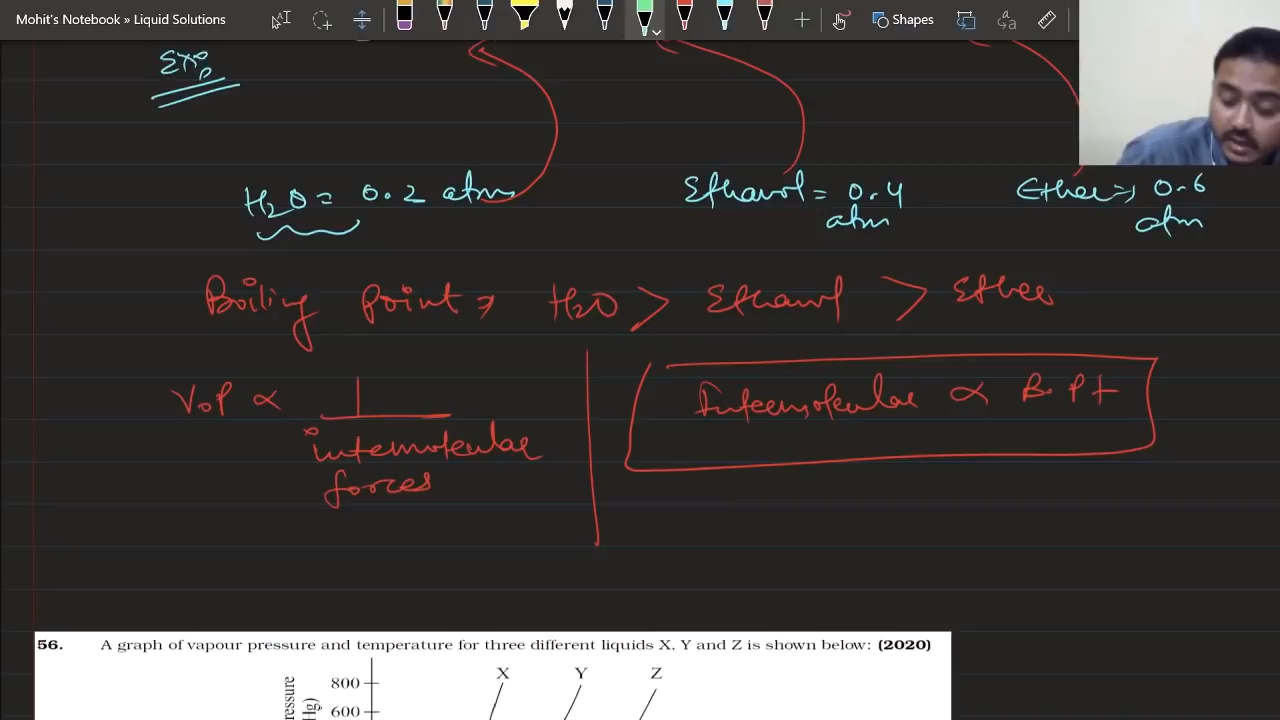 Mohit's Notebook » Liquid Solutions
Shapes
Exp
H2O = 0.2 atm
Ethanol = 0.4 atm
Ether => 0.6 atm
Boiling Point => H2O > Ethanol > Ether
V.P ∝ 1
intermolecular
forces
Intermolecular ∝ B.Pt
56. A graph of vapour pressure and temperature for three different liquids X, Y and Z is shown below: (2020)
X Y Z
800
600
ressure
Hg)